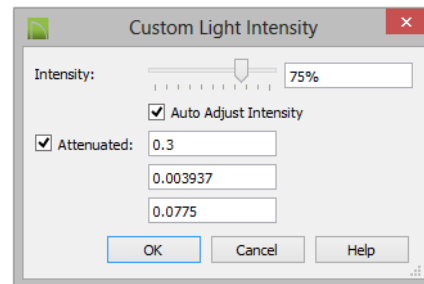 Custom Light Intensity
Intensity: 75%
Auto Adjust Intensity
Attenuated: 0.3
0.003937
0.0775
OK Cancel Help